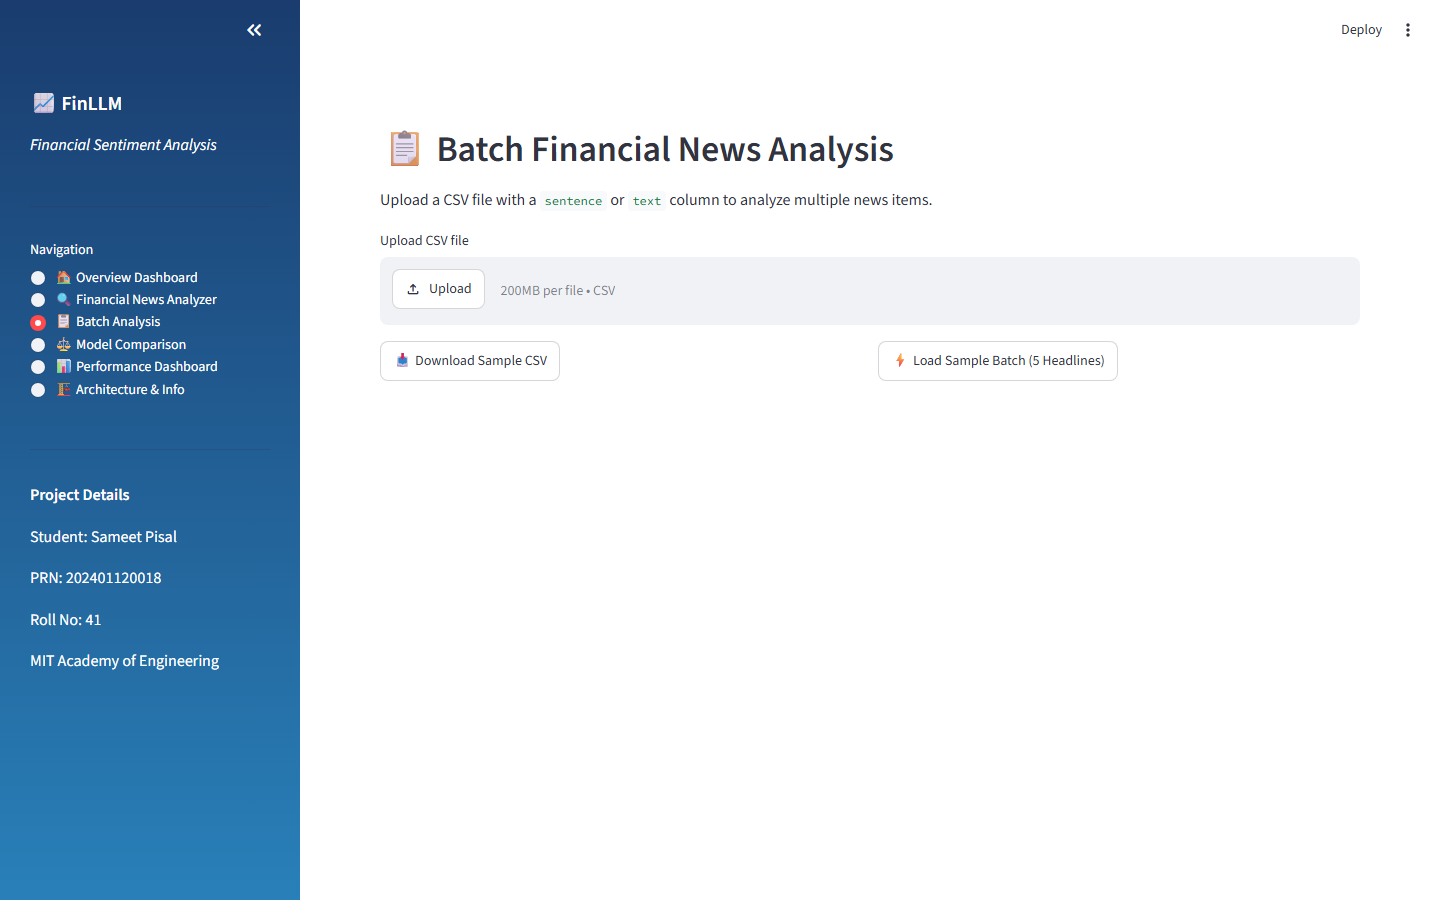 FinLLM
Financial Sentiment Analysis
Navigation
Overview Dashboard
Financial News Analyzer
Batch Analysis
Model Comparison
Performance Dashboard
Architecture & Info
Project Details
Student: Sameet Pisal
PRN: 202401120018
Roll No: 41
MIT Academy of Engineering
Deploy
Batch Financial News Analysis
Upload a CSV file with a sentence or text column to analyze multiple news items.
Upload CSV file
Upload 200MB per file • CSV
Download Sample CSV Load Sample Batch (5 Headlines)